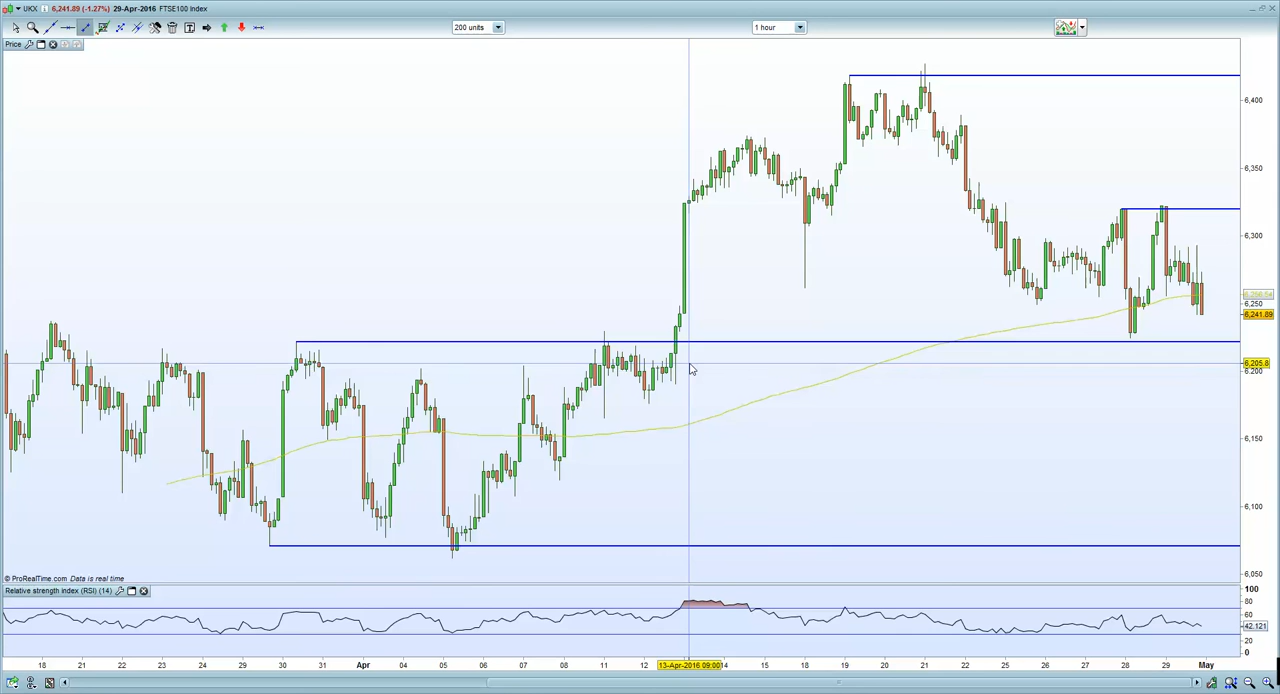 UKX 6,241.89 (-1.27%) 29-Apr-2016 FTSE100 Index
200 units 1 hour
Price
6,400
6,350
6,300
6,250
6,241.89
6,205.8
6,200
6,150
6,100
6,050
© ProRealTime.com Data is real time
Relative strength index (RSI) (14)
100
80
42.121
20
0
18 21 22 23 24 29 30 Apr 04 05 06 07 08 11 12 13-Apr-2016 09:00 14 15 18 19 20 21 22 25 26 27 28 29 May